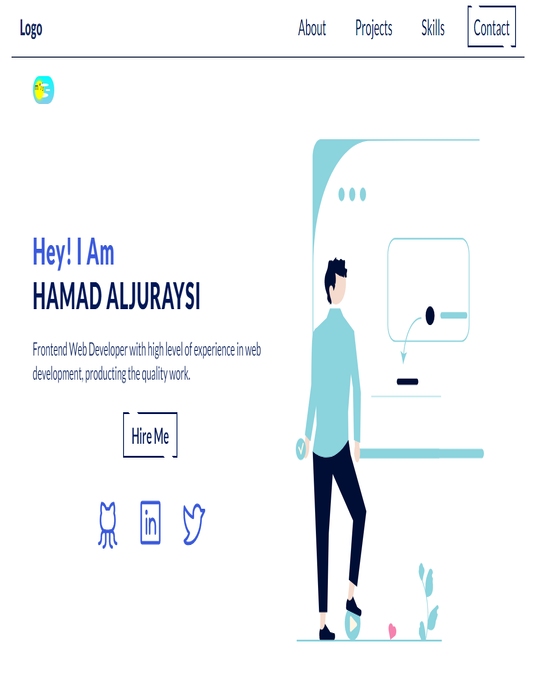 Logo
About
Projects
Skills
Contact
Hey! I Am
HAMAD ALJURAYSI
Frontend Web Developer with high level of experience in web
development, producting the quality work.
Hire Me
in